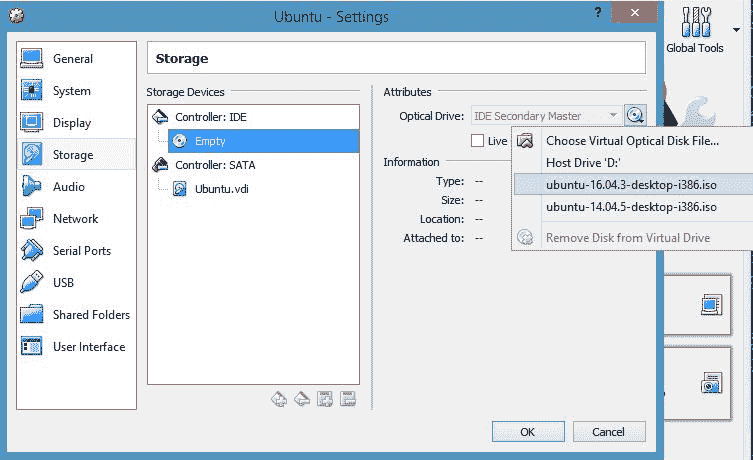 Ubuntu - Settings
?
×
Global Tools
General
System
Display
Storage
Audio
Network
Serial Ports
USB
Shared Folders
User Interface
Storage
Storage Devices
Controller: IDE
Empty
Controller: SATA
Ubuntu.vdi
Attributes
Optical Drive: IDE Secondary Master
Live
Information
Type: --
Size: --
Location: --
Attached to: --
Choose Virtual Optical Disk File...
Host Drive 'D:'
ubuntu-16.04.3-desktop-i386.iso
ubuntu-14.04.5-desktop-i386.iso
Remove Disk from Virtual Drive
OK
Cancel